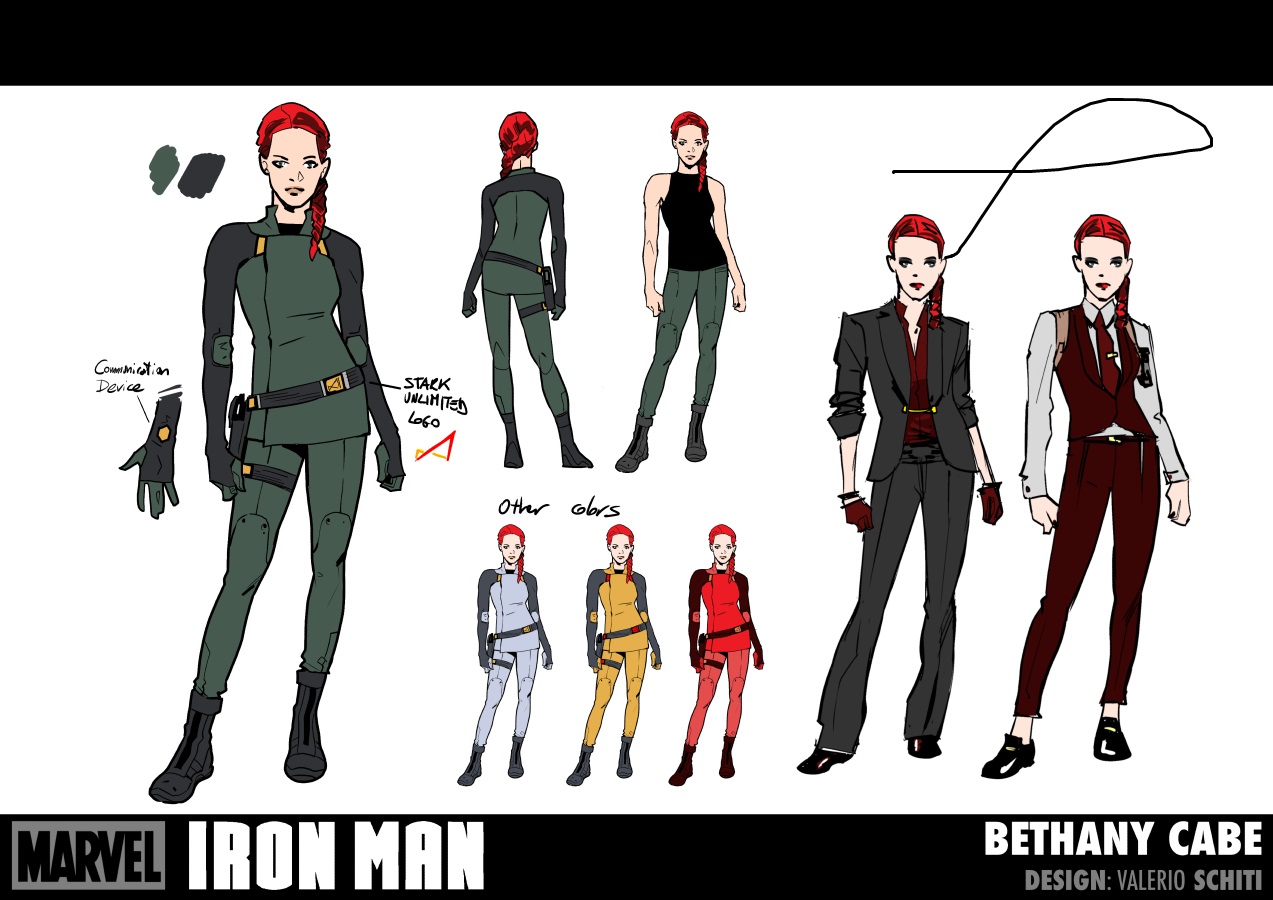 Communication
Device
STARK
UNLIMITED
LOGO
Other colors
MARVEL IRON MAN
BETHANY CABE
DESIGN: VALERIO SCHITI